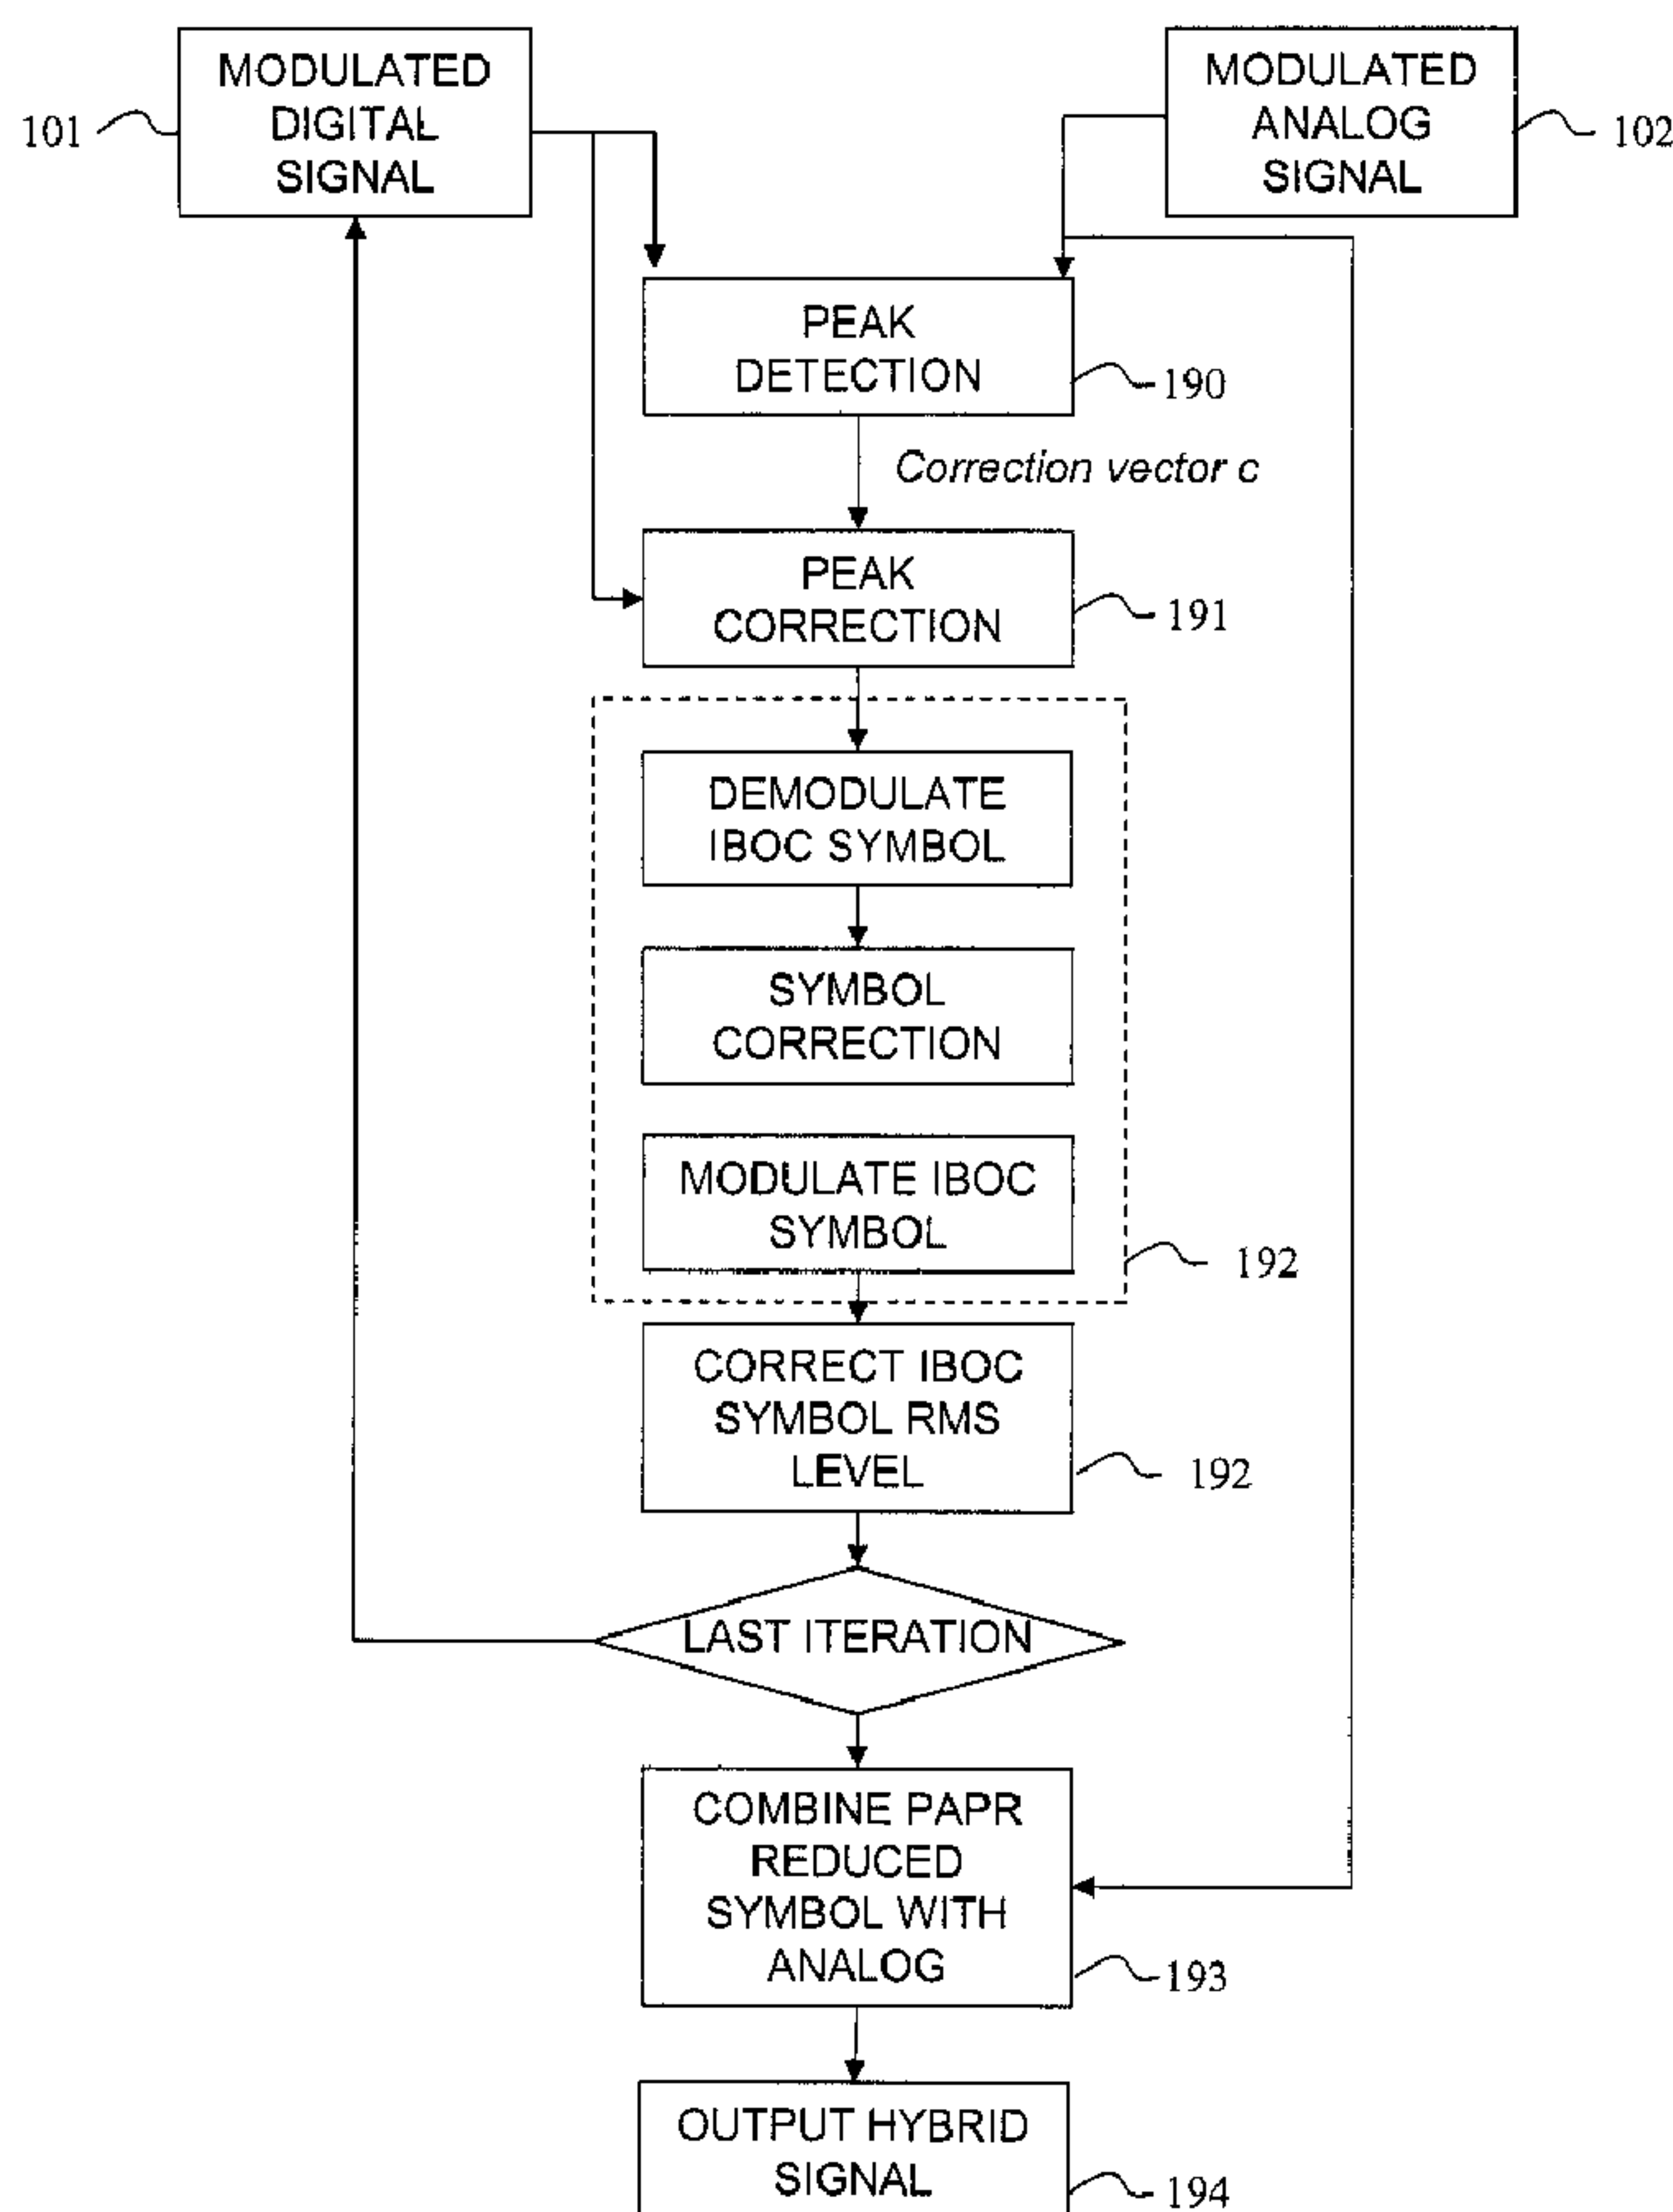 MODULATED
DIGITAL
SIGNAL
101
MODULATED
ANALOG
SIGNAL
102
PEAK
DETECTION
190
Correction vector c
PEAK
CORRECTION
191
DEMODULATE
IBOC SYMBOL
SYMBOL
CORRECTION
MODULATE IBOC
SYMBOL
192
CORRECT IBOC
SYMBOL RMS
LEVEL
192
LAST ITERATION
COMBINE PAPR
REDUCED
SYMBOL WITH
ANALOG
193
OUTPUT HYBRID
SIGNAL
194